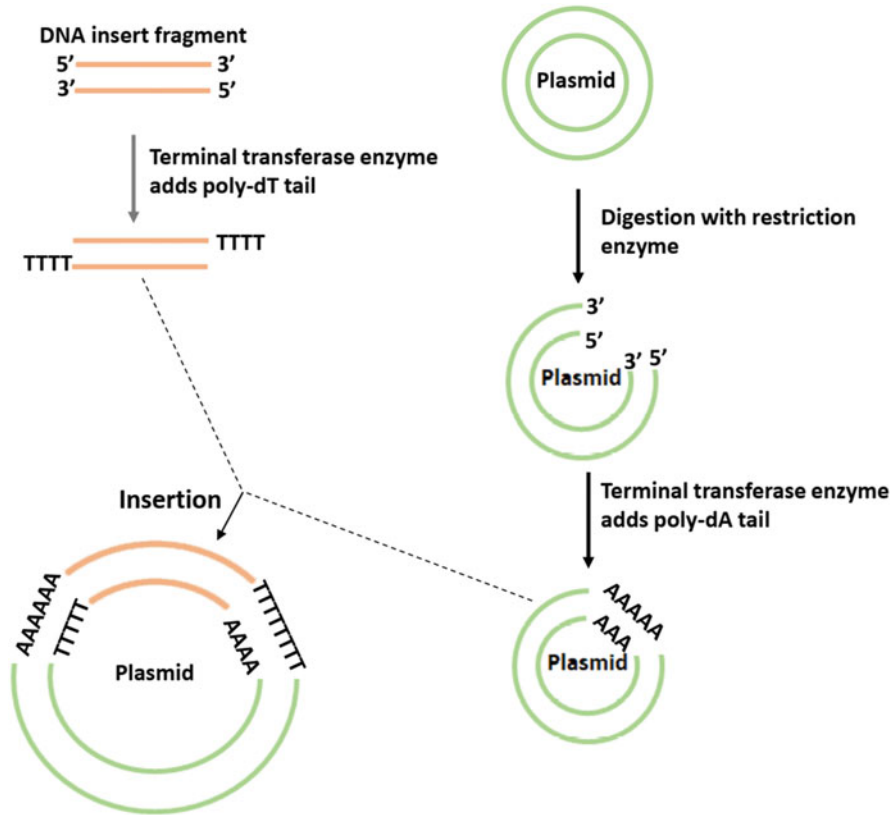 DNA insert fragment
5’ 3’
3’ 5’
Terminal transferase enzyme
adds poly-dT tail
TTTT
TTTT
Plasmid
Digestion with restriction
enzyme
3’
5’
3’ 5’
Plasmid
Terminal transferase enzyme
adds poly-dA tail
AAAAA
AAA
Plasmid
Insertion
AAAAAA
TTTTT
TTTTTTTT
AAAA
Plasmid